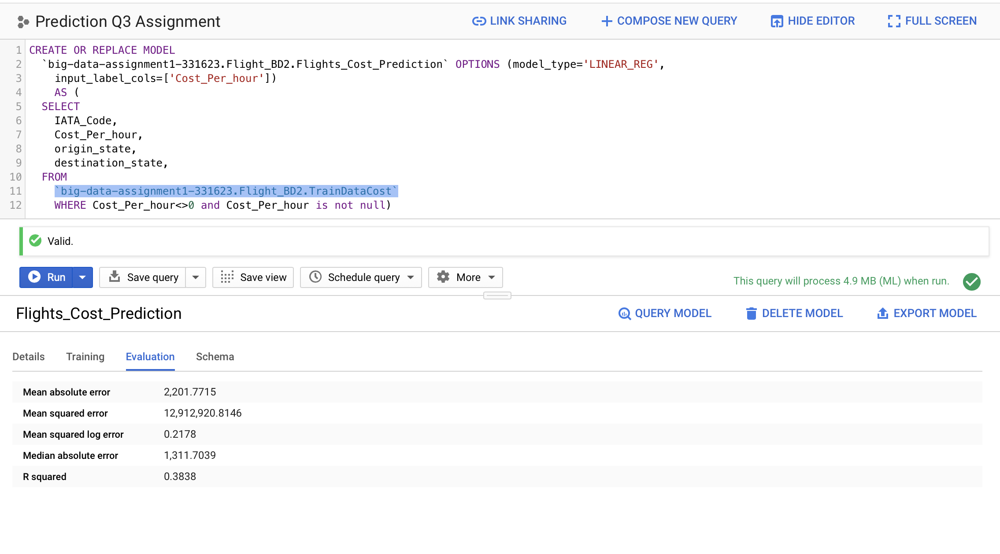 Prediction Q3 Assignment LINK SHARING COMPOSE NEW QUERY HIDE EDITOR FULL SCREEN
1 CREATE OR REPLACE MODEL
2 `big-data-assignment1-331623.Flight_BD2.Flights_Cost_Prediction` OPTIONS (model_type='LINEAR_REG',
3 input_label_cols=['Cost_Per_hour'])
4 AS (
5 SELECT
6 IATA_Code,
7 Cost_Per_hour,
8 origin_state,
9 destination_state,
10 FROM
11 `big-data-assignment1-331623.Flight_BD2.TrainDataCost`
12 WHERE Cost_Per_hour<>0 and Cost_Per_hour is not null)
Valid.
Run Save query Save view Schedule query More This query will process 4.9 MB (ML) when run.
Flights_Cost_Prediction QUERY MODEL DELETE MODEL EXPORT MODEL
Details Training Evaluation Schema
Mean absolute error 2,201.7715
Mean squared error 12,912,920.8146
Mean squared log error 0.2178
Median absolute error 1,311.7039
R squared 0.3838